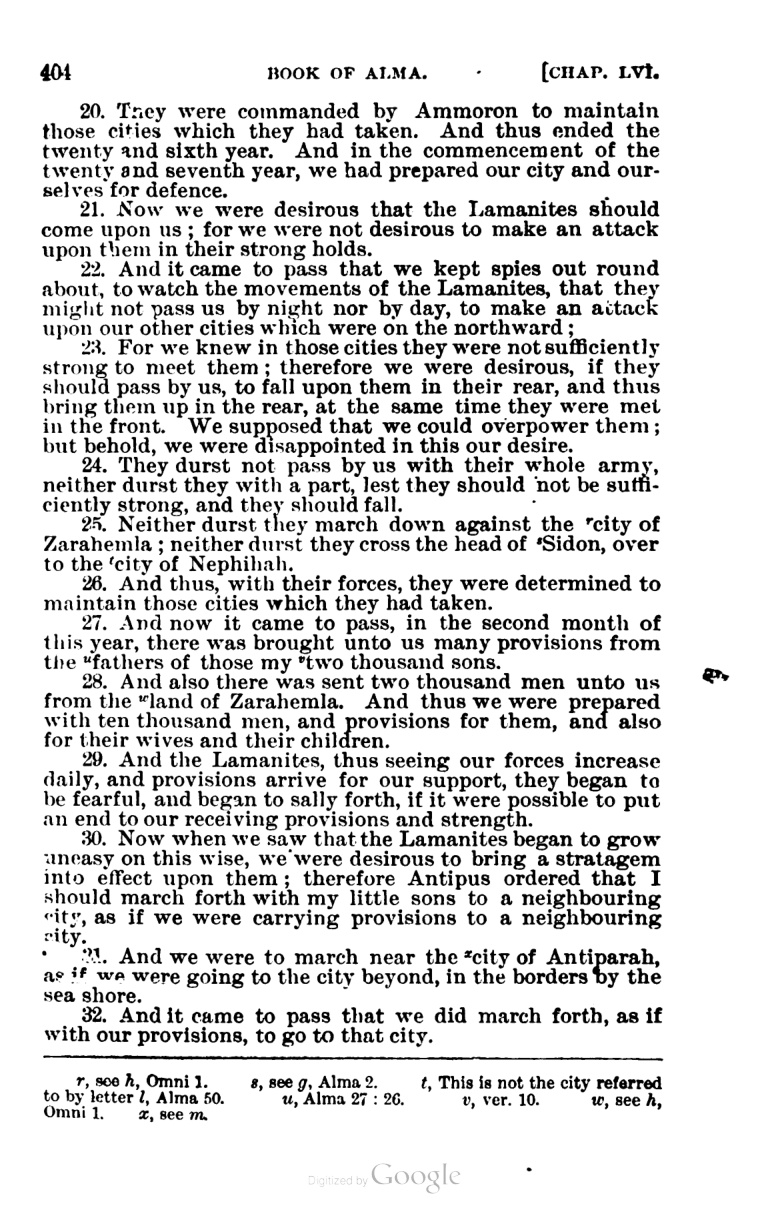 404 BOOK OF ALMA. [CHAP. LVI.
20. They were commanded by Ammoron to maintain
those cities which they had taken. And thus ended the
twenty and sixth year. And in the commencement of the
twenty and seventh year, we had prepared our city and our-
selves for defence.
21. Now we were desirous that the Lamanites should
come upon us ; for we were not desirous to make an attack
upon them in their strong holds.
22. And it came to pass that we kept spies out round
about, to watch the movements of the Lamanites, that they
might not pass us by night nor by day, to make an attack
upon our other cities which were on the northward ;
23. For we knew in those cities they were not sufficiently
strong to meet them ; therefore we were desirous, if they
should pass by us, to fall upon them in their rear, and thus
bring them up in the rear, at the same time they were met
in the front. We supposed that we could overpower them ;
but behold, we were disappointed in this our desire.
24. They durst not pass by us with their whole army,
neither durst they with a part, lest they should not be suffi-
ciently strong, and they should fall.
25. Neither durst they march down against the rcity of
Zarahemla ; neither durst they cross the head of sSidon, over
to the tcity of Nephihah.
26. And thus, with their forces, they were determined to
maintain those cities which they had taken.
27. And now it came to pass, in the second month of
this year, there was brought unto us many provisions from
the ufathers of those my vtwo thousand sons.
28. And also there was sent two thousand men unto us
from the wland of Zarahemla. And thus we were prepared
with ten thousand men, and provisions for them, and also
for their wives and their children.
29. And the Lamanites, thus seeing our forces increase
daily, and provisions arrive for our support, they began to
be fearful, and began to sally forth, if it were possible to put
an end to our receiving provisions and strength.
30. Now when we saw that the Lamanites began to grow
uneasy on this wise, we were desirous to bring a stratagem
into effect upon them ; therefore Antipus ordered that I
should march forth with my little sons to a neighbouring
city, as if we were carrying provisions to a neighbouring
city.
31. And we were to march near the xcity of Antiparah,
as if we were going to the city beyond, in the borders by the
sea shore.
32. And it came to pass that we did march forth, as if
with our provisions, to go to that city.
r, see h, Omni 1. s, see g, Alma 2. t, This is not the city referred
to by letter l, Alma 50. u, Alma 27 : 26. v, ver. 10. w, see h,
Omni 1. x, see m.
Digitized by Google